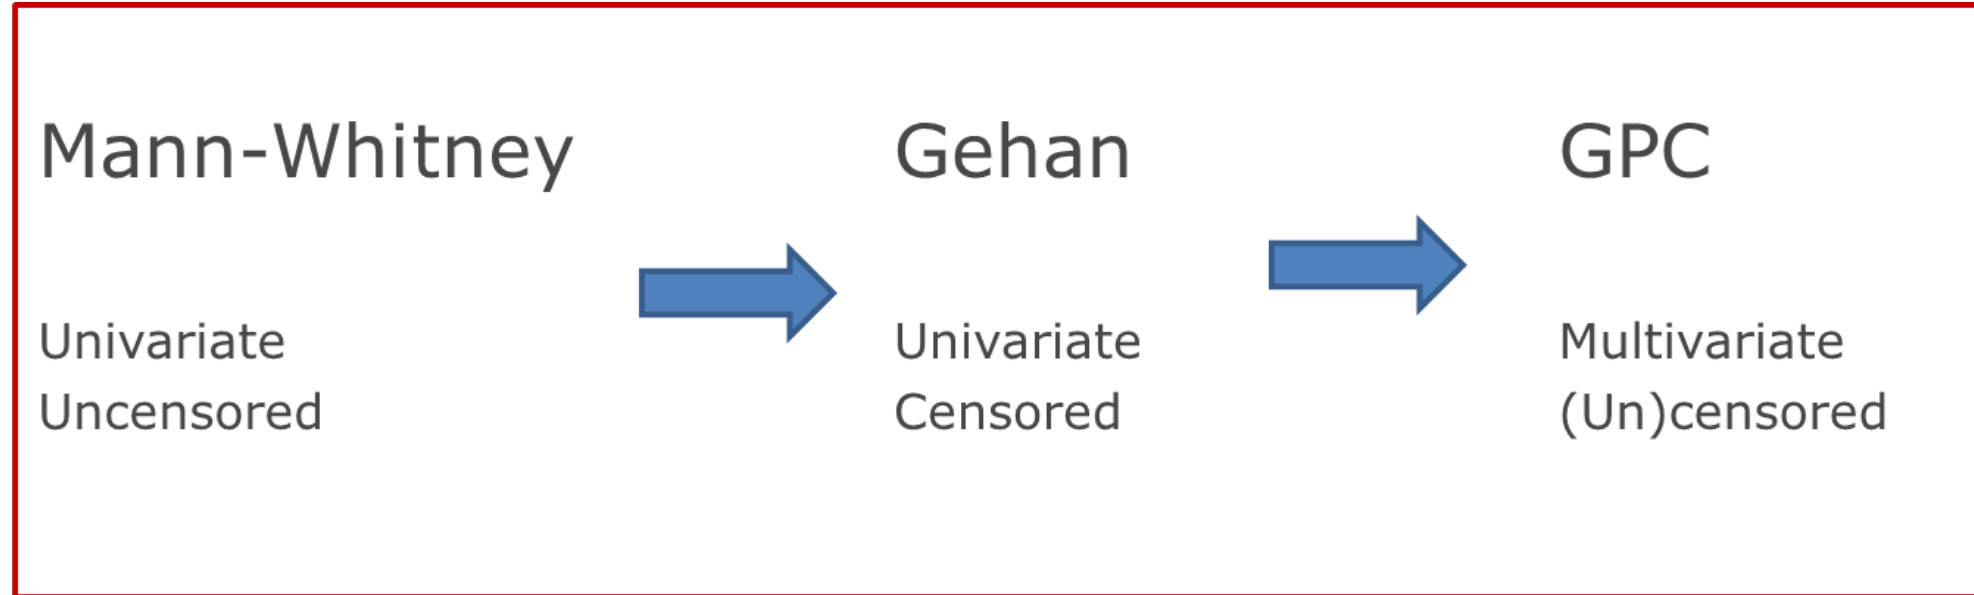 Mann-Whitney
Gehan
GPC
Univariate
Univariate
Multivariate
Uncensored
Censored
(Un)censored